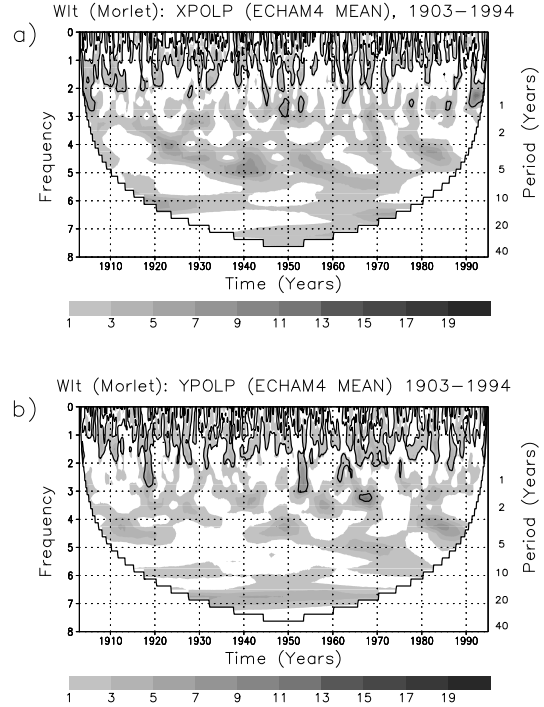 Wlt (Morlet): XPOLP (ECHAM4 MEAN), 1903−1994
a)
0
1
2
3
4
5
6
7
8
Frequency
1
2
5
10
20
40
Period (Years)
1910 1920 1930 1940 1950 1960 1970 1980 1990
Time (Years)
1 3 5 7 9 11 13 15 17 19
Wlt (Morlet): YPOLP (ECHAM4 MEAN) 1903−1994
b)
0
1
2
3
4
5
6
7
8
Frequency
1
2
5
10
20
40
Period (Years)
1910 1920 1930 1940 1950 1960 1970 1980 1990
Time (Years)
1 3 5 7 9 11 13 15 17 19